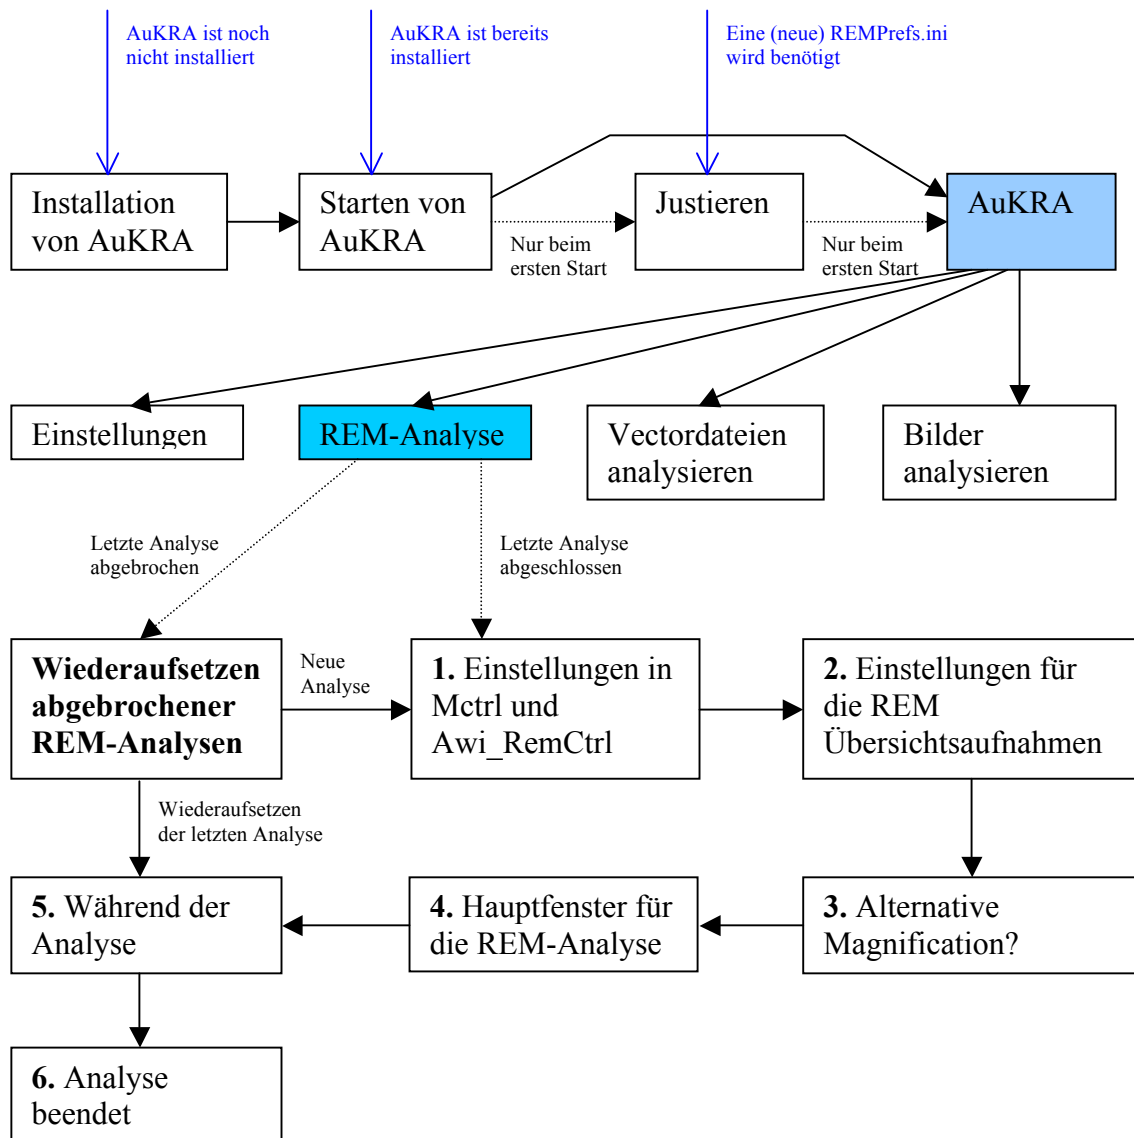 AuKRA ist noch
nicht installiert
AuKRA ist bereits
installiert
Eine (neue) REMPrefs.ini
wird benötigt
Installation
von AuKRA
Starten von
AuKRA
Nur beim
ersten Start
Justieren
Nur beim
ersten Start
AuKRA
Einstellungen
REM-Analyse
Vectordateien
analysieren
Bilder
analysieren
Letzte Analyse
abgebrochen
Letzte Analyse
abgeschlossen
Wiederaufsetzen
abgebrochener
REM-Analysen
Neue
Analyse
1. Einstellungen in
Mctrl und
Awi_RemCtrl
2. Einstellungen für
die REM
Übersichtsaufnahmen
Wiederaufsetzen
der letzten Analyse
5. Während der
Analyse
4. Hauptfenster für
die REM-Analyse
3. Alternative
Magnification?
6. Analyse
beendet